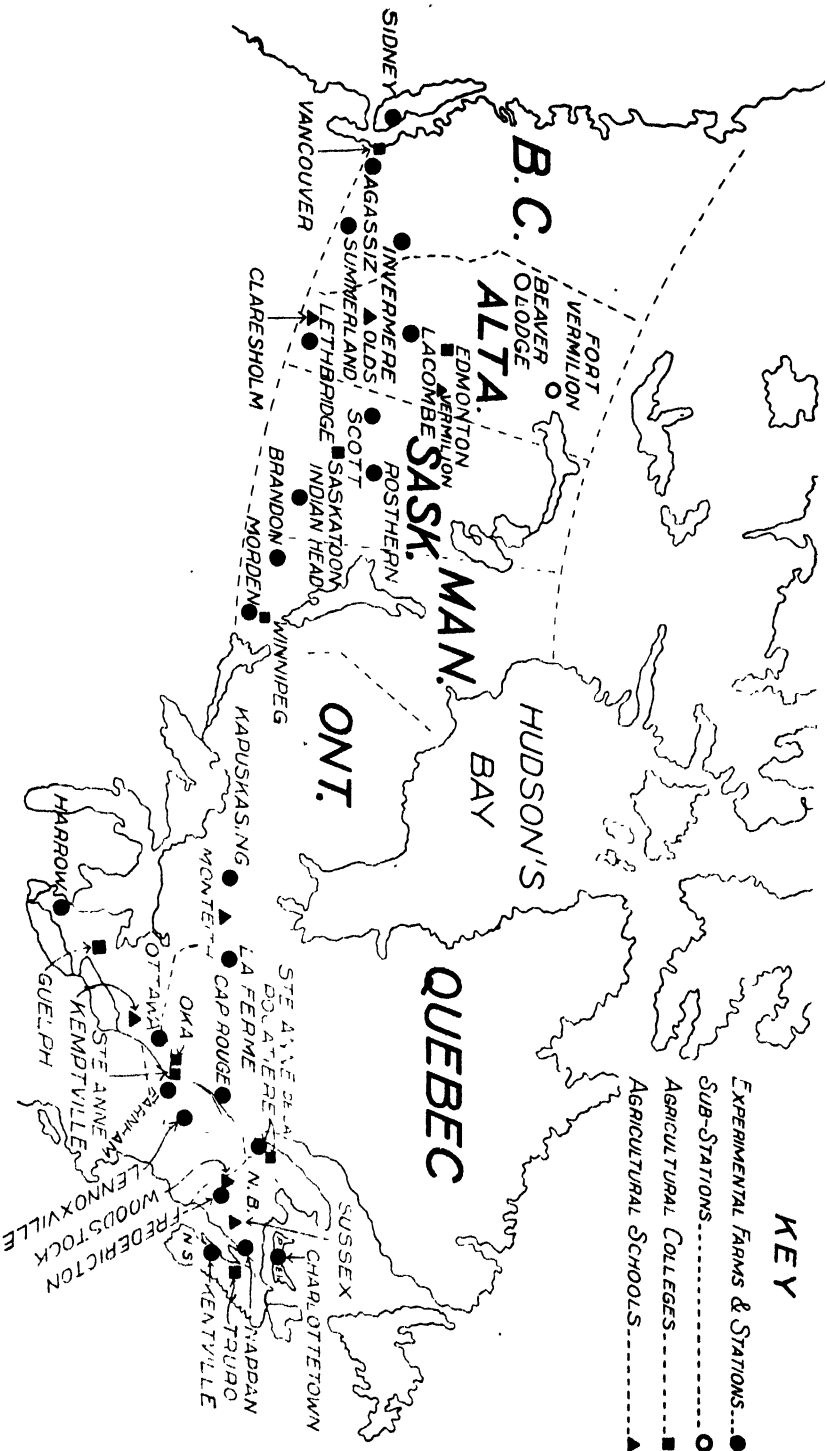 KEY
EXPERIMENTAL FARMS & STATIONS...
SUB-STATIONS...........
AGRICULTURAL COLLEGES.......
AGRICULTURAL SCHOOLS.......
B.C.
ALTA.
SASK.
MAN.
ONT.
QUEBEC
HUDSON'S
BAY
FORT
VERMILION
BEAVER
LODGE
EDMONTON
VERMILION
LACOMBE
INVERMERE
OLDS
SUMMERLAND
AGASSIZ
SIDNEY
VANCOUVER
CLARESHOLM
LETHBRIDGE
SCOTT
ROSTHERN
SASKATOON
INDIAN HEAD
BRANDON
MORDEN
WINNIPEG
KAPUSKASING
MONTEITH
LA FERME
CAP ROUGE
STE ANNE DE LA
POCATIERE
HARROWS
GUELPH
KEMPTVILLE
OTTAWA
OKA
STE ANNE
FARNHAM
LENNOXVILLE
WOODSTOCK
FREDERICTON
N.B.
SUSSEX
CHARLOTTETOWN
NAPPAN
TRURO
KENTVILLE
(N S)